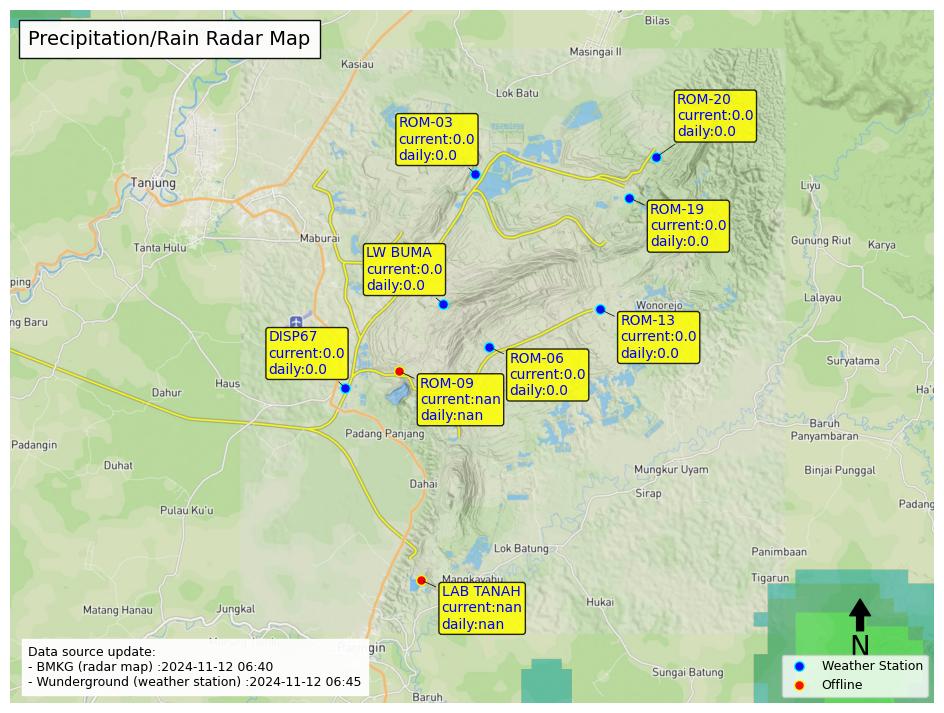 Precipitation/Rain Radar Map
Bilas
Masingai II
Kasiau
Lok Batu
ROM-20
current:0.0
daily:0.0
ROM-03
current:0.0
daily:0.0
Tanjung
Liyu
ROM-19
current:0.0
daily:0.0
Maburai
Tanta Hulu
Gunung Riut
Karya
LW BUMA
current:0.0
daily:0.0
ping
Lalayau
Wonorejo
ng Baru
ROM-13
current:0.0
daily:0.0
DISP67
current:0.0
daily:0.0
ROM-06
current:0.0
daily:0.0
Suryatama
Haus
Dahur
Ha'
ROM-09
current:nan
daily:nan
Baruh
Panyambaran
Padang Panjang
Padangin
Duhat
Mungkur Uyam
Binjai Punggal
Dahai
Sirap
Padang
Pulau Ku'u
Lok Batung
Panimbaan
Mangkayahu
Tigarun
LAB TANAH
current:nan
daily:nan
Hukai
Matang Hanau
Jungkal
N
Data source update:
- BMKG (radar map) :2024-11-12 06:40
- Wunderground (weather station) :2024-11-12 06:45
Sungai Batung
Baruh
Weather Station
Offline